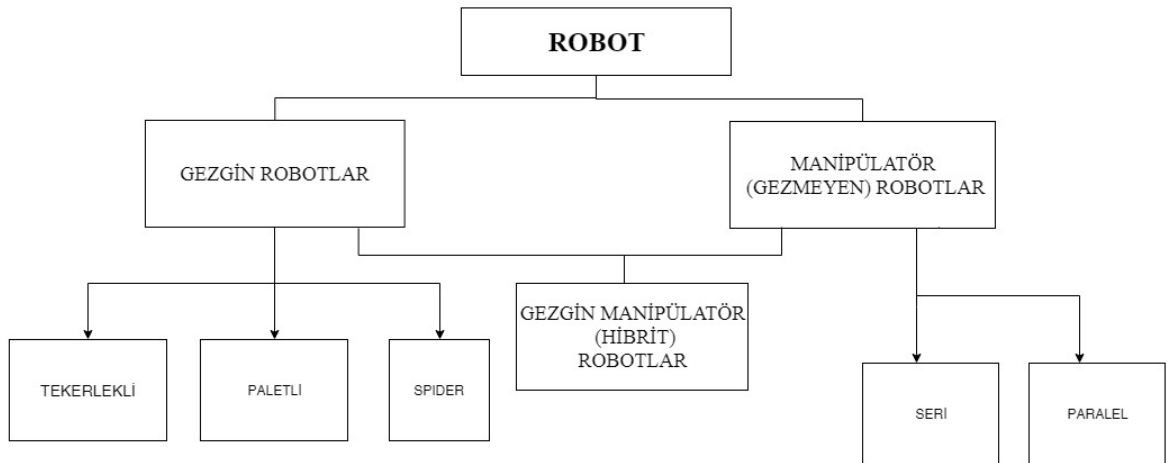 ROBOT
GEZGİN ROBOTLAR
MANİPÜLATÖR
(GEZMEYEN) ROBOTLAR
GEZGİN MANİPÜLATÖR
(HİBRİT)
ROBOTLAR
TEKERLEKLİ
PALETLİ
SPIDER
SERİ
PARALEL